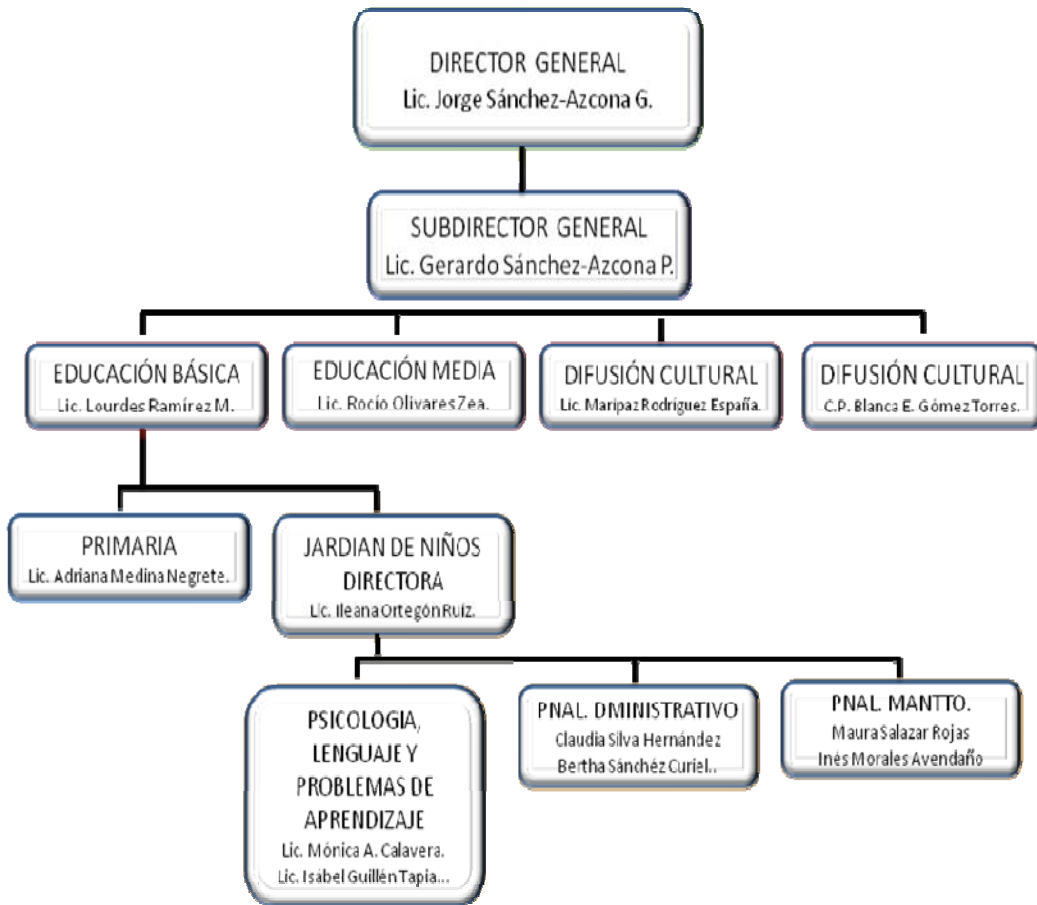 DIRECTOR GENERAL
Lic. Jorge Sánchez-Azcona G.
SUBDIRECTOR GENERAL
Lic. Gerardo Sánchez-Azcona P.
EDUCACIÓN BÁSICA
Lic. Lourdes Ramírez M.
EDUCACIÓN MEDIA
Lic. Rocío Olivares Zea.
DIFUSIÓN CULTURAL
Lic. Maripaz Rodríguez España.
DIFUSIÓN CULTURAL
C.P. Blanca E. Gómez Torres.
PRIMARIA
Lic. Adriana Medina Negrete.
JARDIAN DE NIÑOS
DIRECTORA
Lic. Ileana Ortegón Ruíz.
PSICOLOGIA,
LENGUAJE Y
PROBLEMAS DE
APRENDIZAJE
Lic. Mónica A. Calavera.
Lic. Isábel Guillén Tapia...
PNAL. DMINISTRATIVO
Claudia Silva Hernández
Bertha Sánchéz Curiel..
PNAL. MANTTO.
Maura Salazar Rojas
Inés Morales Avendaño